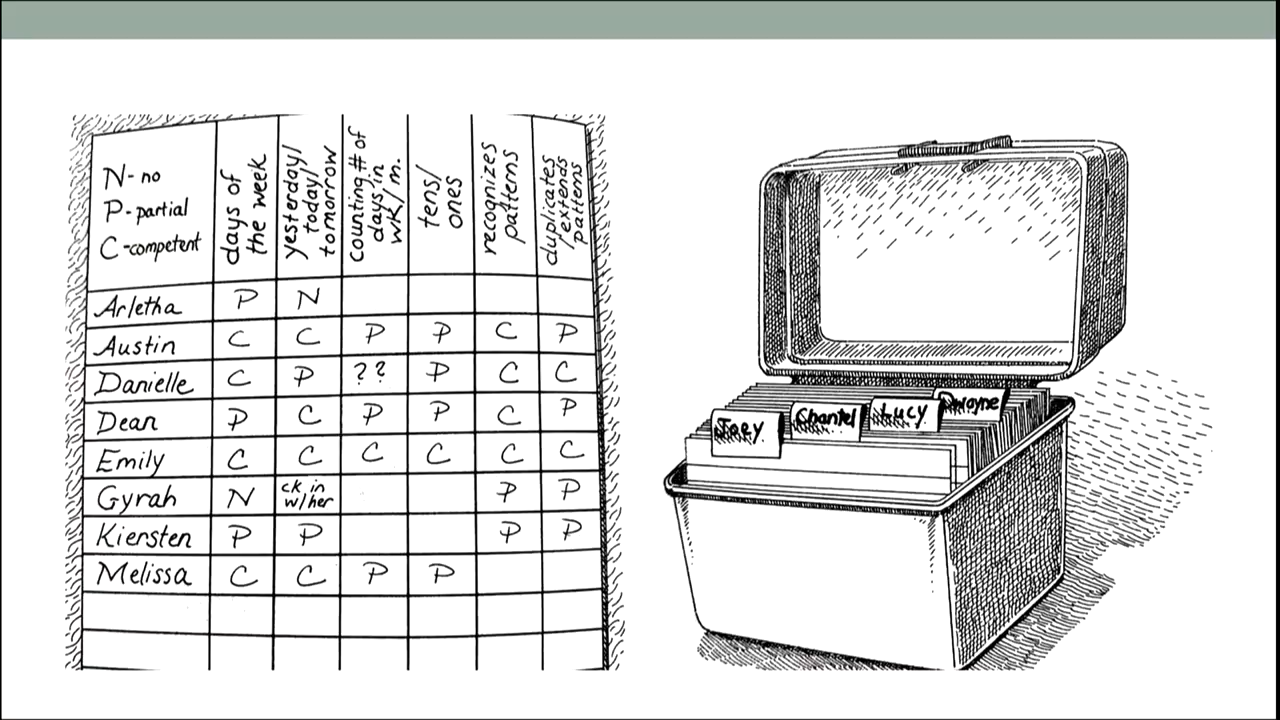 N-no
P-partial
C-competent
days of
the week
yesterday/
today/
tomorrow
counting # of
days/in
wk/m.
tens/
ones
recognizes
patterns
duplicates
/extends
patterns
Arletha P N
Austin C C P P C P
Danielle C P ?? P C C
Dean P C P P C P
Emily C C C C C C
Gyrah N ck in w/her P P
Kiersten P P P P
Melissa C C P P
Joey
Chantel
Lucy
Dwayne